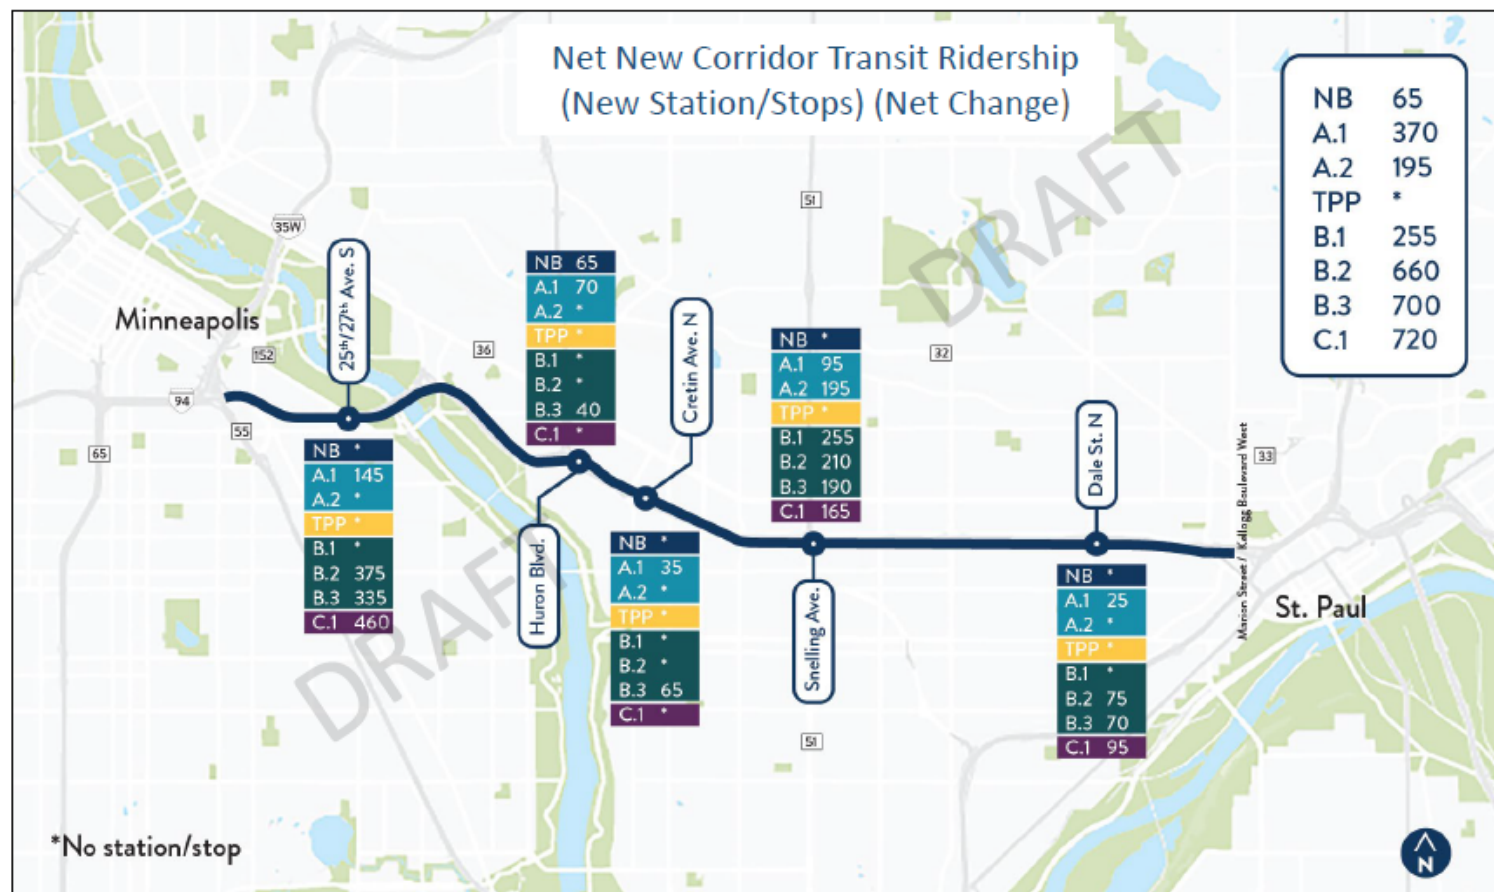 Net New Corridor Transit Ridership
(New Station/Stops) (Net Change)
NB 65
A.1 370
A.2 195
TPP *
B.1 255
B.2 660
B.3 700
C.1 720
DRAFT
DRAFT
51
35W
Minneapolis
152
36
32
94
55
65
33
51
25th/27th Ave. S
NB *
A.1 145
A.2 *
TPP *
B.1 *
B.2 375
B.3 335
C.1 460
NB 65
A.1 70
A.2 *
TPP *
B.1 *
B.2 *
B.3 40
C.1 *
Huron Blvd.
Cretin Ave. N
NB *
A.1 35
A.2 *
TPP *
B.1 *
B.2 *
B.3 65
C.1 *
NB *
A.1 95
A.2 195
TPP *
B.1 255
B.2 210
B.3 190
C.1 165
Snelling Ave.
Dale St. N
NB *
A.1 25
A.2 *
TPP *
B.1 *
B.2 75
B.3 70
C.1 95
Marion Street / Kellogg Boulevard West
St. Paul
*No station/stop
N